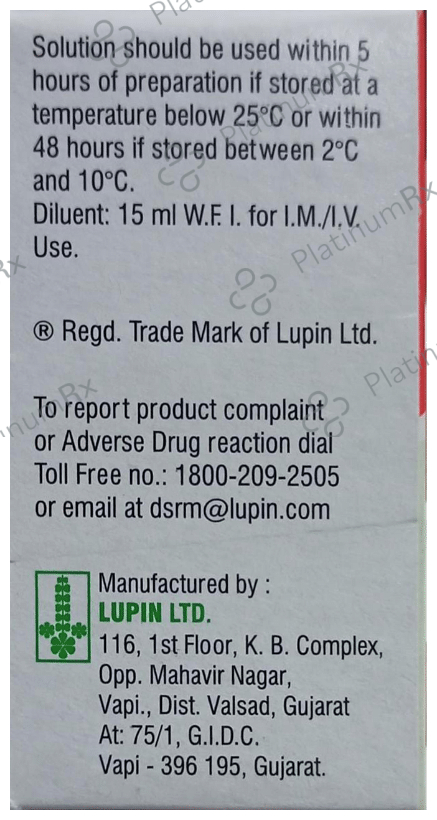 Solution should be used within 5
hours of preparation if stored at a
temperature below 25°C or within
48 hours if stored between 2°C
and 10°C.
Diluent: 15 ml W.F. I. for I.M./I.V.
Use.
® Regd. Trade Mark of Lupin Ltd.
To report product complaint
or Adverse Drug reaction dial
Toll Free no.: 1800-209-2505
or email at dsrm@lupin.com
Manufactured by :
LUPIN LTD.
116, 1st Floor, K. B. Complex,
Opp. Mahavir Nagar,
Vapi., Dist. Valsad, Gujarat
At: 75/1, G.I.D.C.
Vapi - 396 195, Gujarat.
PlatinumRx
PlatinumRx